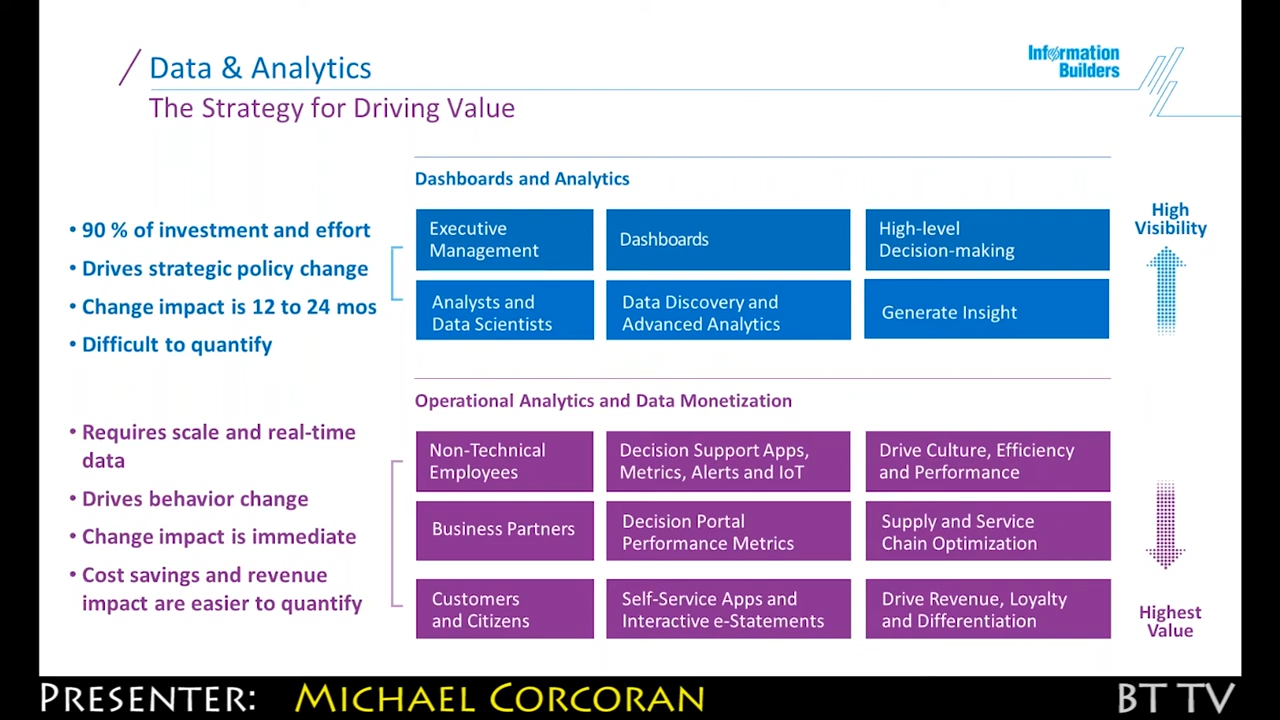 Data & Analytics
The Strategy for Driving Value
Information
Builders
• 90 % of investment and effort
• Drives strategic policy change
• Change impact is 12 to 24 mos
• Difficult to quantify
Dashboards and Analytics
Executive
Management
Dashboards
High-level
Decision-making
Analysts and
Data Scientists
Data Discovery and
Advanced Analytics
Generate Insight
High
Visibility
• Requires scale and real-time
data
• Drives behavior change
• Change impact is immediate
• Cost savings and revenue
impact are easier to quantify
Operational Analytics and Data Monetization
Non-Technical
Employees
Decision Support Apps,
Metrics, Alerts and IoT
Drive Culture, Efficiency
and Performance
Business Partners
Decision Portal
Performance Metrics
Supply and Service
Chain Optimization
Customers
and Citizens
Self-Service Apps and
Interactive e-Statements
Drive Revenue, Loyalty
and Differentiation
Highest
Value
Presenter: Michael Corcoran
BT TV